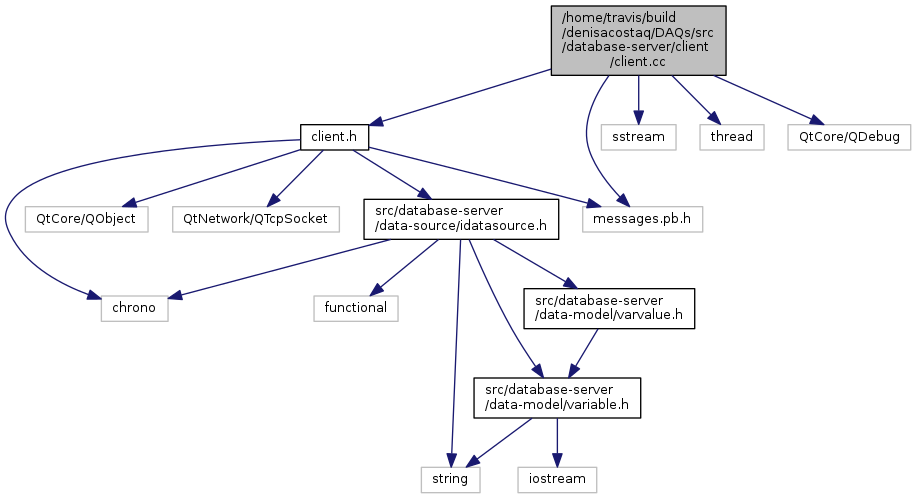 /home/travis/build
/denisacostaq/DAQs/src
/database-server/client
/client.cc
client.h
sstream
thread
QtCore/QDebug
QtCore/QObject
QtNetwork/QTcpSocket
src/database-server
/data-source/idatasource.h
messages.pb.h
chrono
functional
src/database-server
/data-model/varvalue.h
src/database-server
/data-model/variable.h
string
iostream